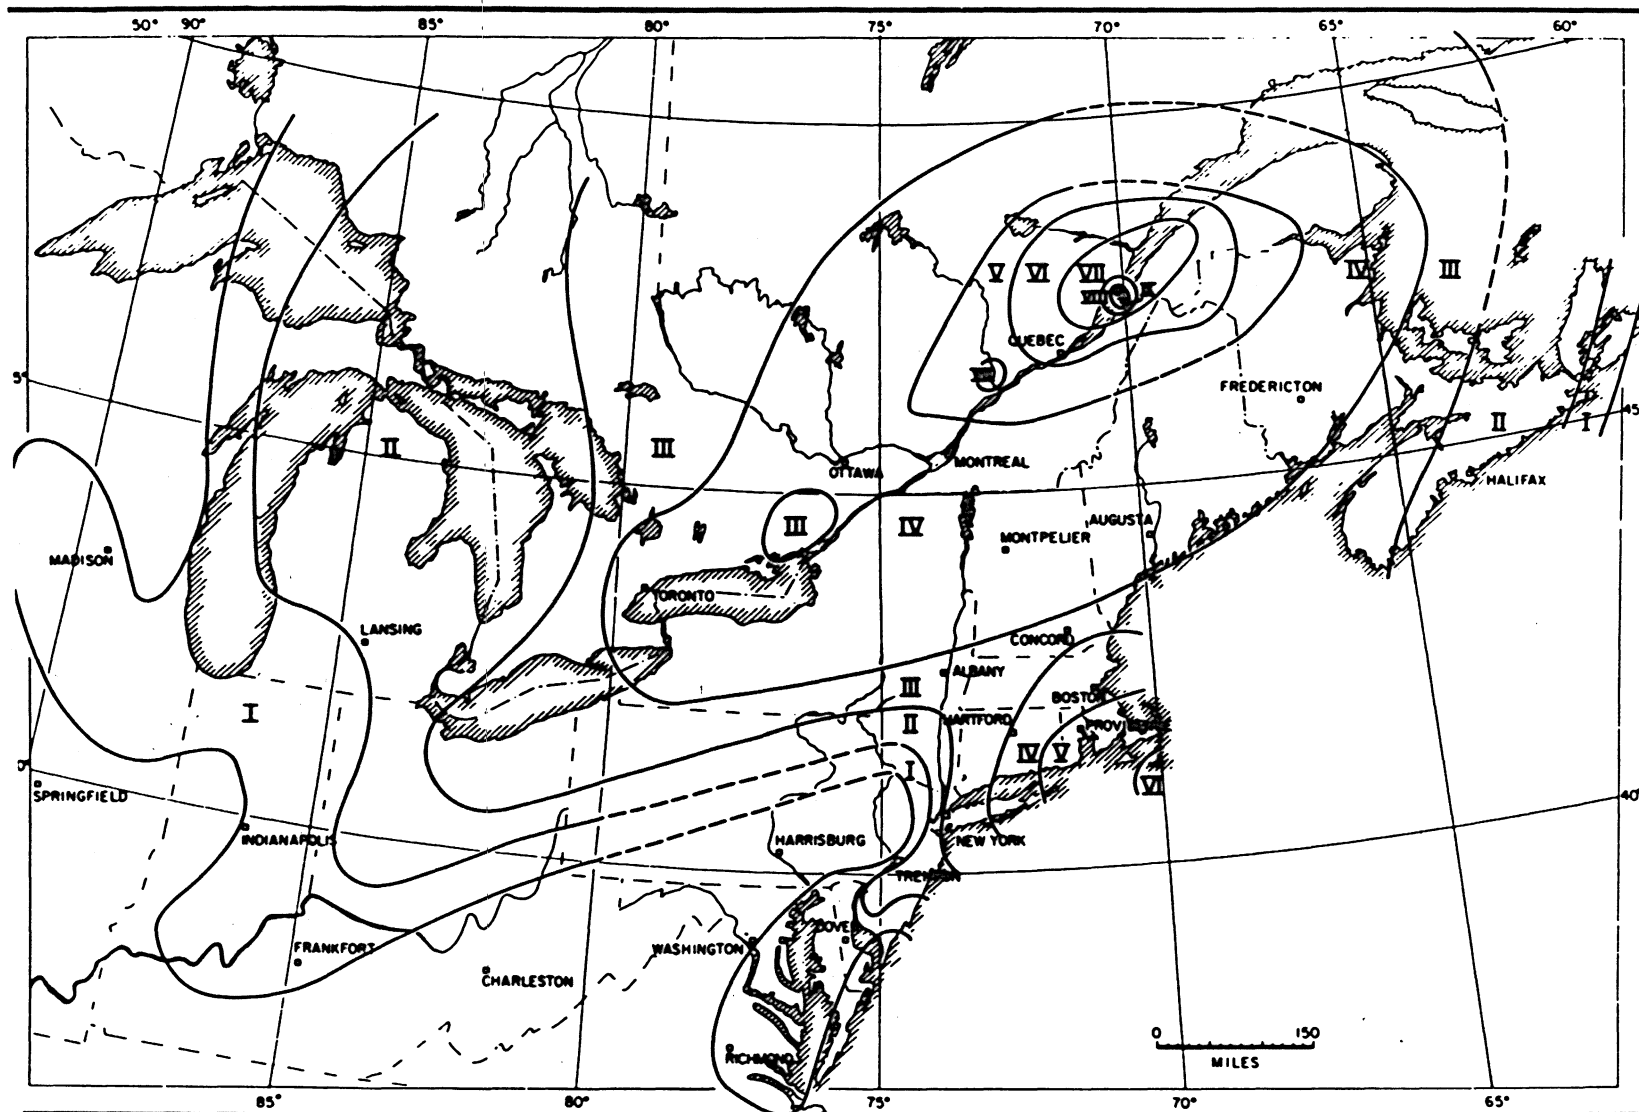 50° 90° 85° 80° 75° 70° 65° 60°
V VI VII IV III
VIII IX
QUEBEC
5°
FREDERICTON
45°
II III II I
OTTAWA MONTREAL
HALIFAX
III IV AUGUSTA
MADISON MONTPELIER
TORONTO
LANSING CONCORD
ALBANY
III BOSTON
I II HARTFORD PROVI
IV V
0° I VI
SPRINGFIELD 40°
INDIANAPOLIS HARRISBURG NEW YORK
TRENTON
DOVER
FRANKFORT WASHINGTON
CHARLESTON
0 150
RICHMOND MILES
85° 80° 75° 70° 65°